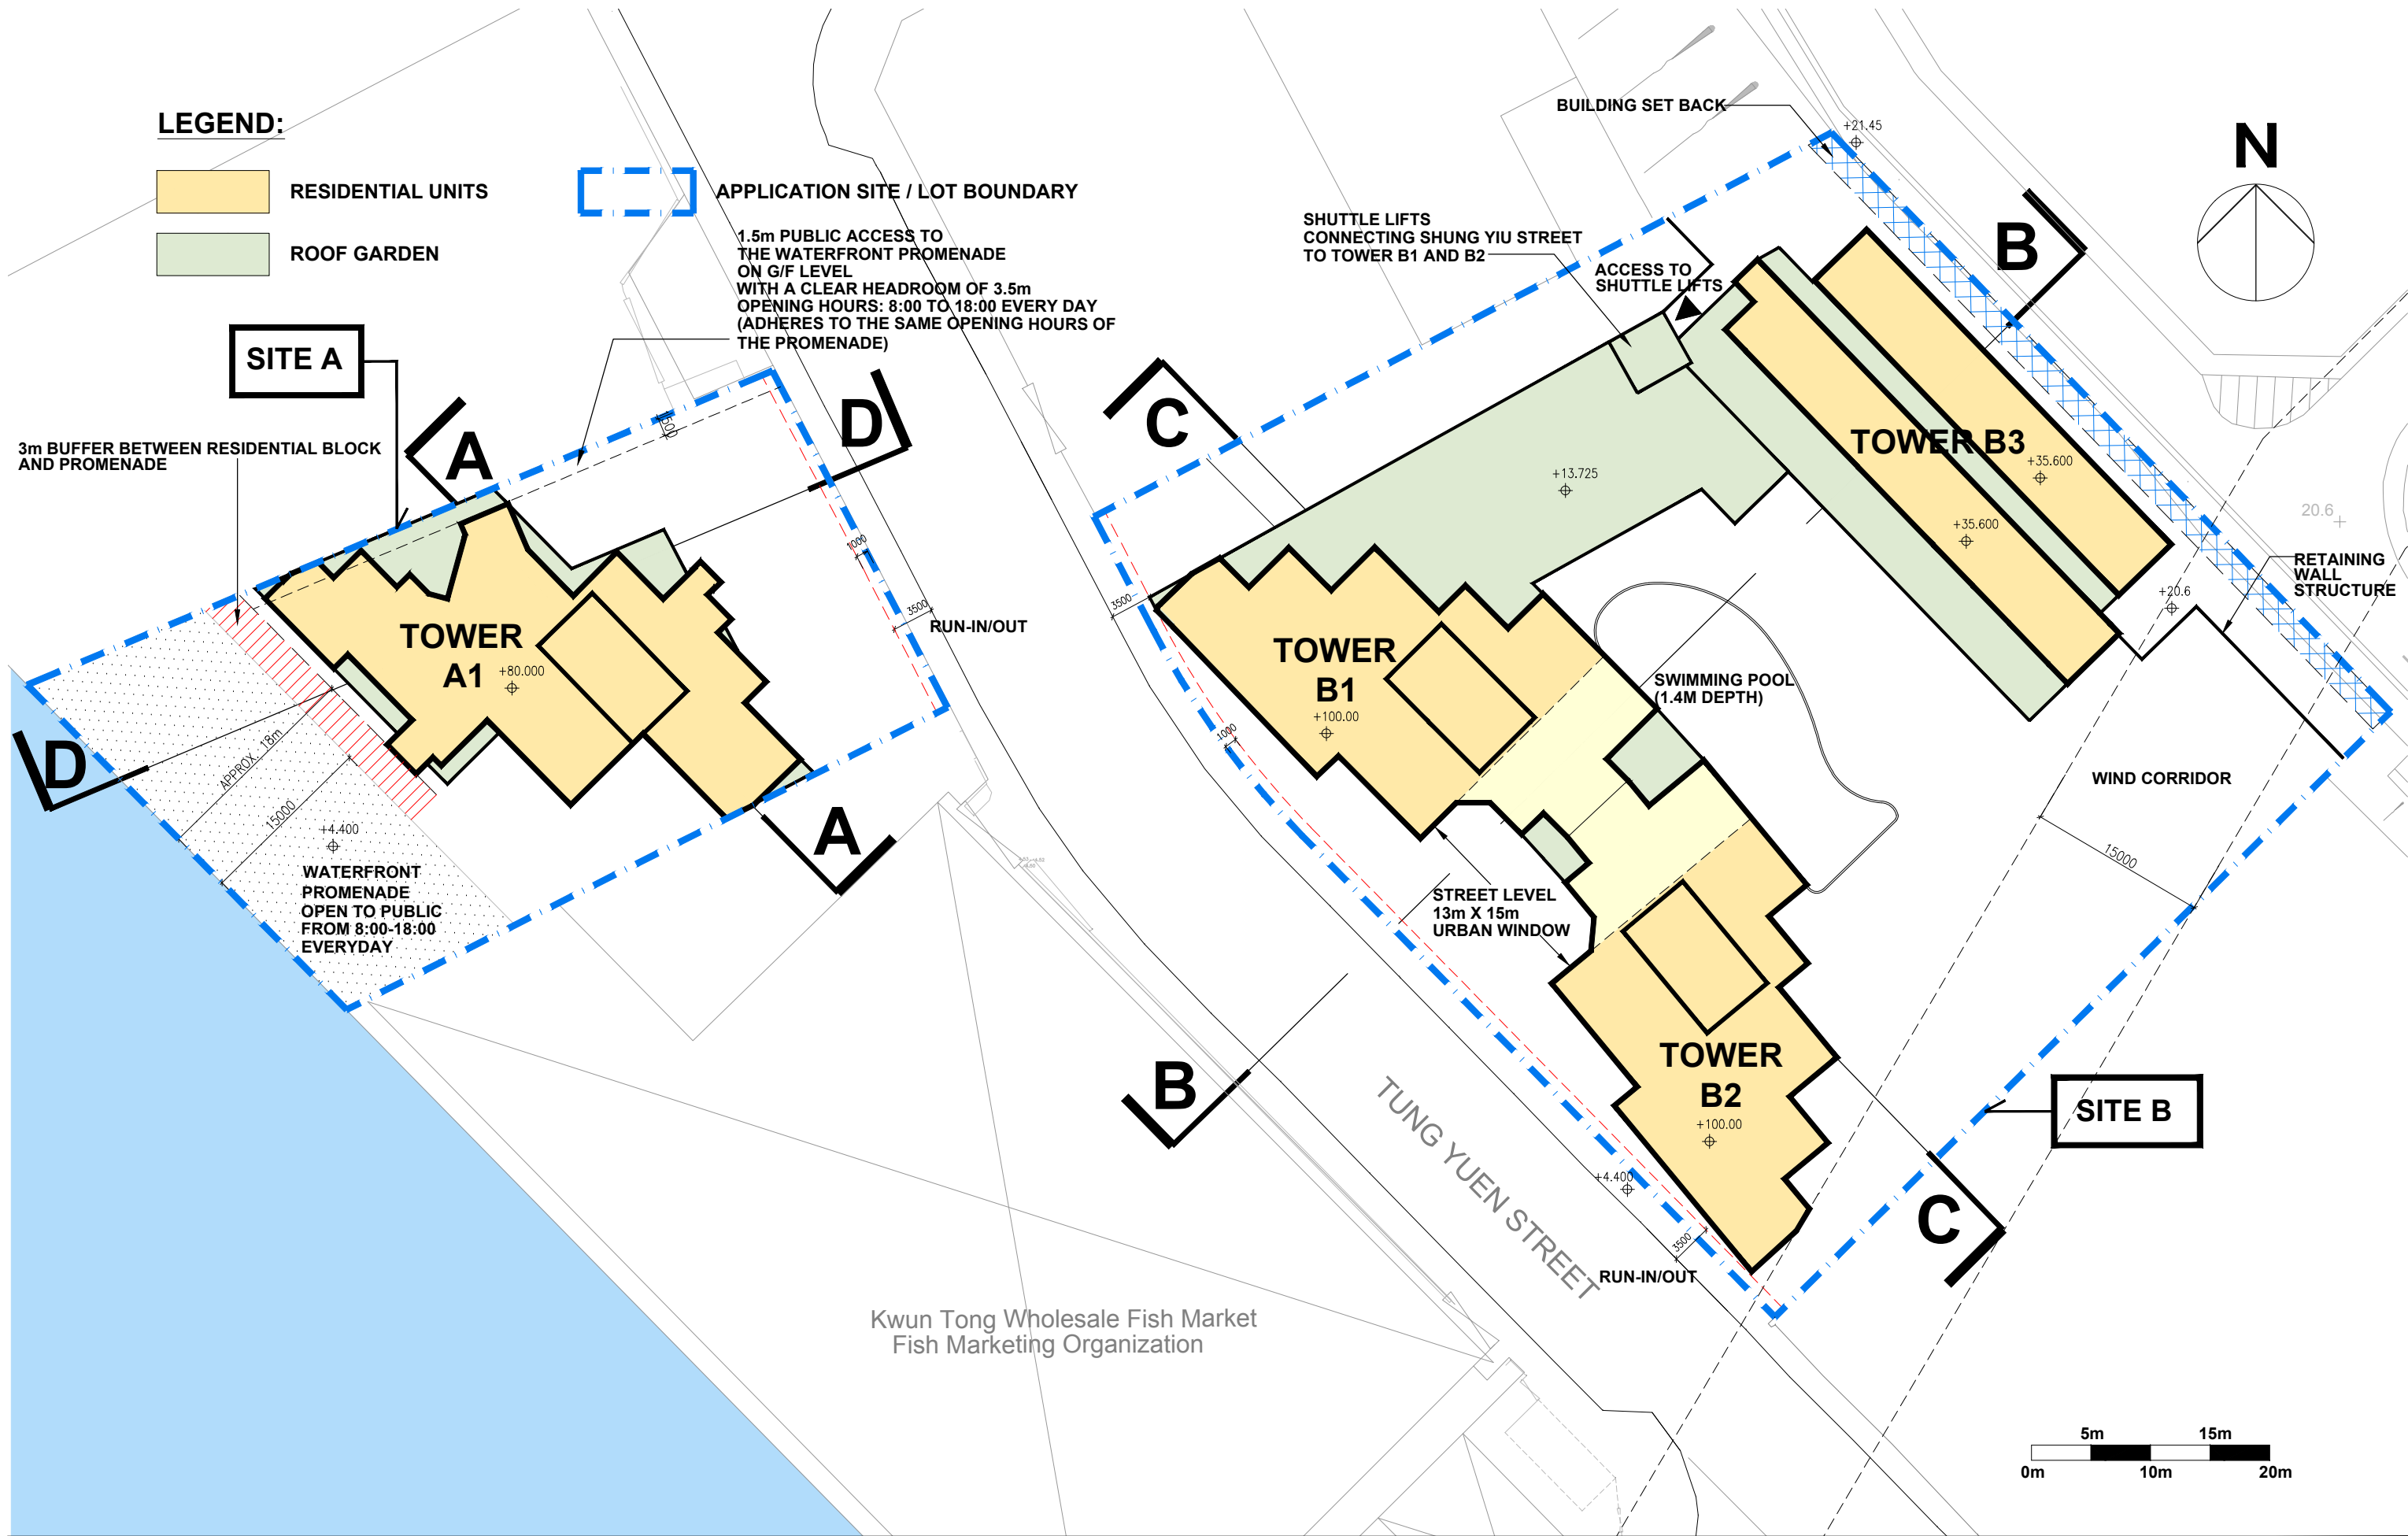 LEGEND:
RESIDENTIAL UNITS
ROOF GARDEN
APPLICATION SITE / LOT BOUNDARY
1.5m PUBLIC ACCESS TO
THE WATERFRONT PROMENADE
ON G/F LEVEL
WITH A CLEAR HEADROOM OF 3.5m
OPENING HOURS: 8:00 TO 18:00 EVERY DAY
(ADHERES TO THE SAME OPENING HOURS OF
THE PROMENADE)
SITE A
3m BUFFER BETWEEN RESIDENTIAL BLOCK
AND PROMENADE
A
D
1500
1000
3500
RUN-IN/OUT
TOWER
A1
+80.000
D
APPROX. 18m
15000
+4.400
WATERFRONT
PROMENADE
OPEN TO PUBLIC
FROM 8:00-18:00
EVERYDAY
A
BUILDING SET BACK
+21.45
N
SHUTTLE LIFTS
CONNECTING SHUNG YIU STREET
TO TOWER B1 AND B2
ACCESS TO
SHUTTLE LIFTS
B
C
TOWER B3
+35.600
+35.600
+13.725
20.6
RETAINING
WALL
STRUCTURE
+20.6
3500
TOWER
B1
+100.00
1000
SWIMMING POOL
(1.4M DEPTH)
WIND CORRIDOR
15000
STREET LEVEL
13m X 15m
URBAN WINDOW
B
TOWER
B2
+100.00
SITE B
+4.400
3500
RUN-IN/OUT
C
TUNG YUEN STREET
Kwun Tong Wholesale Fish Market
Fish Marketing Organization
5m 15m
0m 10m 20m